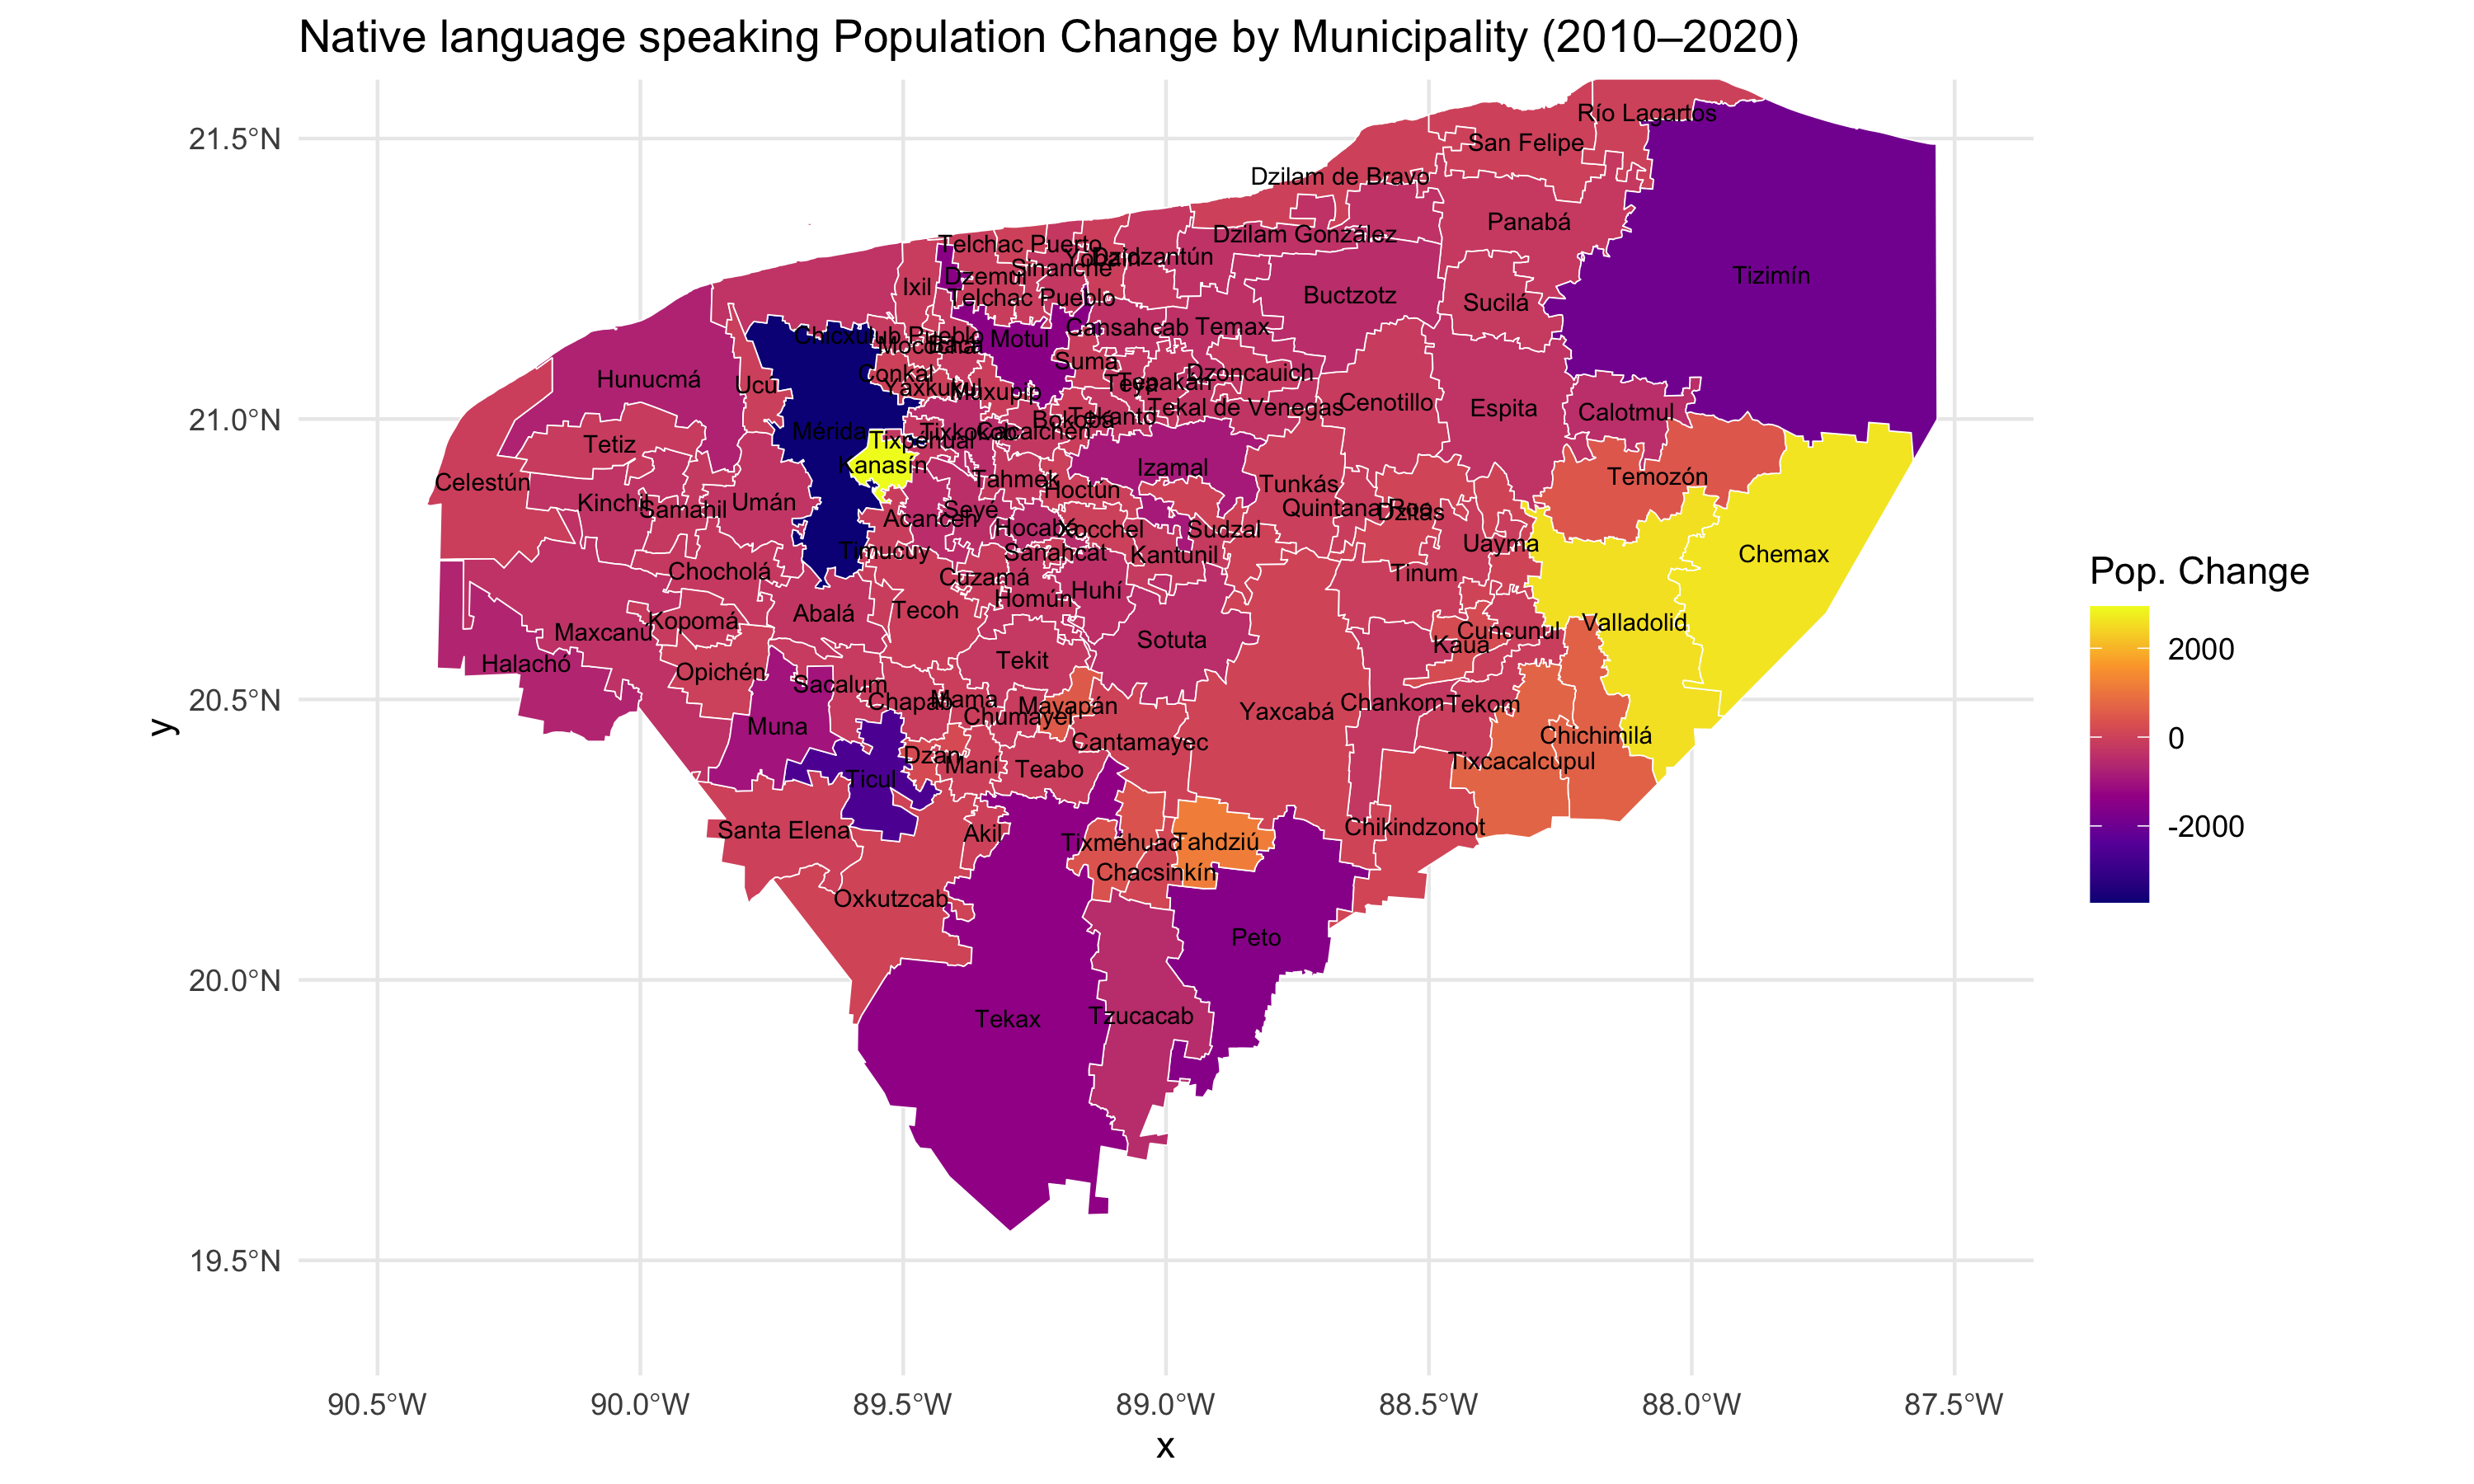 Native language speaking Population Change by Municipality (2010–2020)
21.5°N
21.0°N
20.5°N
20.0°N
19.5°N
y
Río Lagartos
San Felipe
Dzilam de Bravo
Panabá
Dzilam González
Telchac Puerto
Yobaín
Dzidzantún
Sinanché
Dzemul
Tizimín
Ixil
Telchac Pueblo
Buctzotz
Sucilá
Cansahcab
Temax
Chicxulub Pueblo
Motul
Mocochá
Baca
Suma
Conkal
Dzoncauich
Hunucmá
Ucú
Yaxkukul
Muxupip
Teya
Tepakán
Cenotillo
Espita
Calotmul
Tekal de Venegas
Bokobá
Tekantó
Mérida
Tixkokob
Cacalchén
Tixpéhual
Tetiz
Kanasín
Izamal
Temozón
Celestún
Tahmek
Hoctún
Tunkás
Kinchil
Samahil
Umán
Seyé
Acanceh
Quintana Roo
Dzitás
Hocabá
Xocchel
Sudzal
Uayma
Timucuy
Sanahcat
Kantunil
Chemax
Chocholá
Cuzamá
Tinum
Huhí
Homún
Abalá
Tecoh
Kopomá
Maxcanú
Sotuta
Cuncunul
Valladolid
Kaua
Halachó
Opichén
Tekit
Sacalum
Chapab
Mama
Mayapán
Chumayel
Yaxcabá
Chankom
Tekom
Muna
Cantamayec
Chichimilá
Dzan
Maní
Teabo
Tixcacalcupul
Ticul
Santa Elena
Akil
Tixméhuac
Tahdziú
Chikindzonot
Chacsinkín
Oxkutzcab
Peto
Tekax
Tzucacab
Pop. Change
2000
0
-2000
90.5°W
90.0°W
89.5°W
89.0°W
88.5°W
88.0°W
87.5°W
x